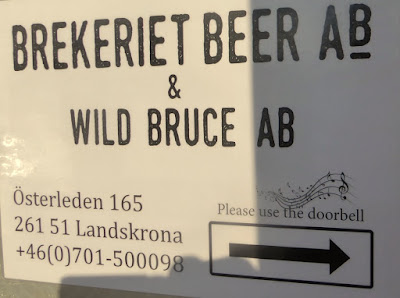 BREKERIET BEER AB
&
WILD BRUCE AB
Österleden 165
261 51 Landskrona
+46(0)701-500098
Please use the doorbell